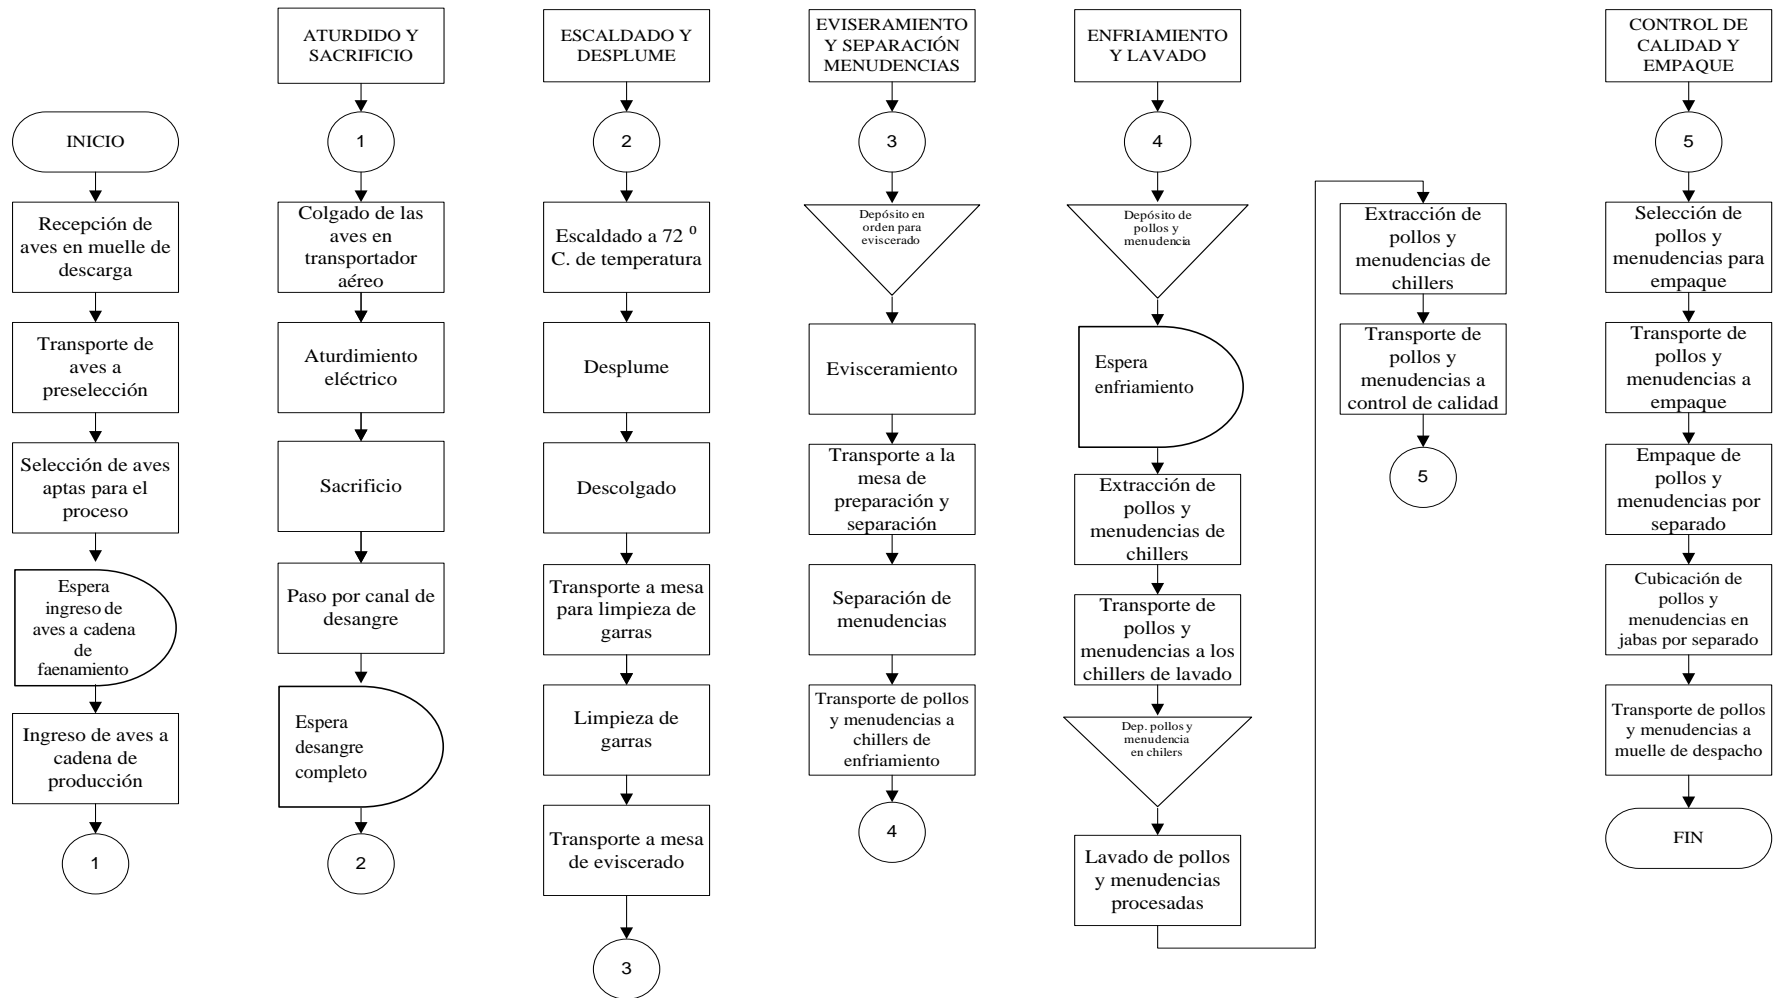 INICIO
Recepción de
aves en muelle de
descarga
Transporte de
aves a
preselección
Selección de aves
aptas para el
proceso
Espera
ingreso de
aves a cadena
de
faenamiento
Ingreso de aves a
cadena de
producción
1
ATURDIDO Y
SACRIFICIO
1
Colgado de las
aves en
transportador
aéreo
Aturdimiento
eléctrico
Sacrificio
Paso por canal de
desangre
Espera
desangre
completo
2
ESCALDADO Y
DESPLUME
2
Escaldado a 72 º
C. de temperatura
Desplume
Descolgado
Transporte a mesa
para limpieza de
garras
Limpieza de
garras
Transporte a mesa
de eviscerado
3
EVISERAMIENTO
Y SEPARACIÓN
MENUDENCIAS
3
Depósito en
orden para
eviscerado
Evisceramiento
Transporte a la
mesa de
preparación y
separación
Separación de
menudencias
Transporte de pollos
y menudencias a
chillers de
enfriamiento
4
ENFRIAMIENTO
Y LAVADO
4
Depósito de
pollos y
menudencia
Espera
enfriamiento
Extracción de
pollos y
menudencias de
chillers
Transporte de
pollos y
menudencias a los
chillers de lavado
Dep. pollos y
menudencia
en chilers
Lavado de pollos
y menudencias
procesadas
Extracción de
pollos y
menudencias de
chillers
Transporte de
pollos y
menudencias a
control de calidad
5
CONTROL DE
CALIDAD Y
EMPAQUE
5
Selección de
pollos y
menudencias para
empaque
Transporte de
pollos y
menudencias a
empaque
Empaque de
pollos y
menudencias por
separado
Cubicación de
pollos y
menudencias en
jabas por separado
Transporte de pollos
y menudencias a
muelle de despacho
FIN